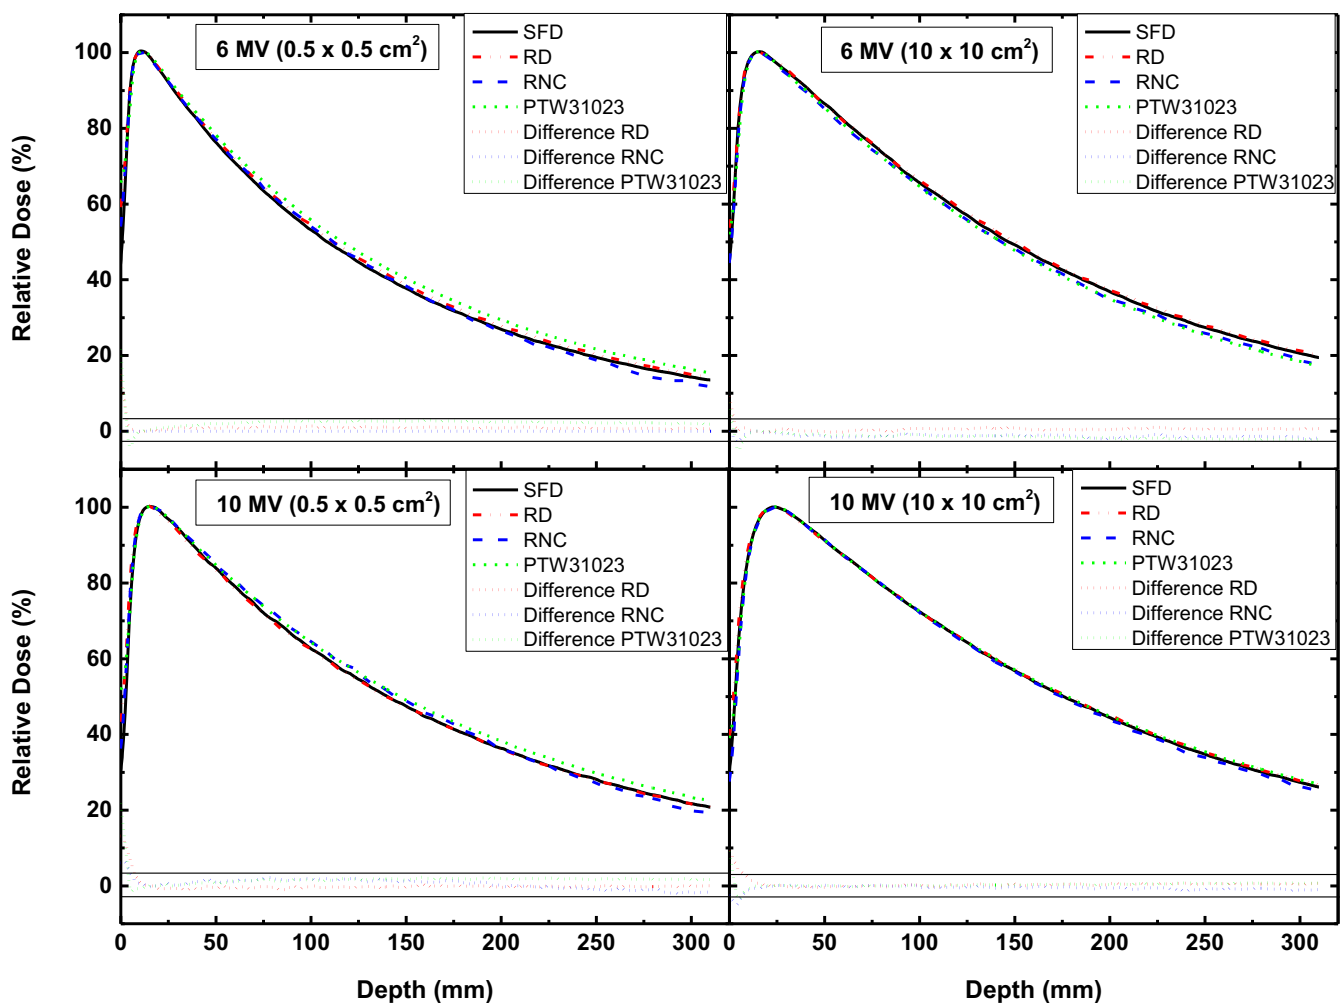 6 MV (0.5 x 0.5 cm²)
SFD
RD
RNC
PTW31023
Difference RD
Difference RNC
Difference PTW31023
100
80
60
40
20
0
Relative Dose (%)
6 MV (10 x 10 cm²)
SFD
RD
RNC
PTW31023
Difference RD
Difference RNC
Difference PTW31023
10 MV (0.5 x 0.5 cm²)
SFD
RD
RNC
PTW31023
Difference RD
Difference RNC
Difference PTW31023
100
80
60
40
20
0
Relative Dose (%)
0 50 100 150 200 250 300
Depth (mm)
10 MV (10 x 10 cm²)
SFD
RD
RNC
PTW31023
Difference RD
Difference RNC
Difference PTW31023
0 50 100 150 200 250 300
Depth (mm)